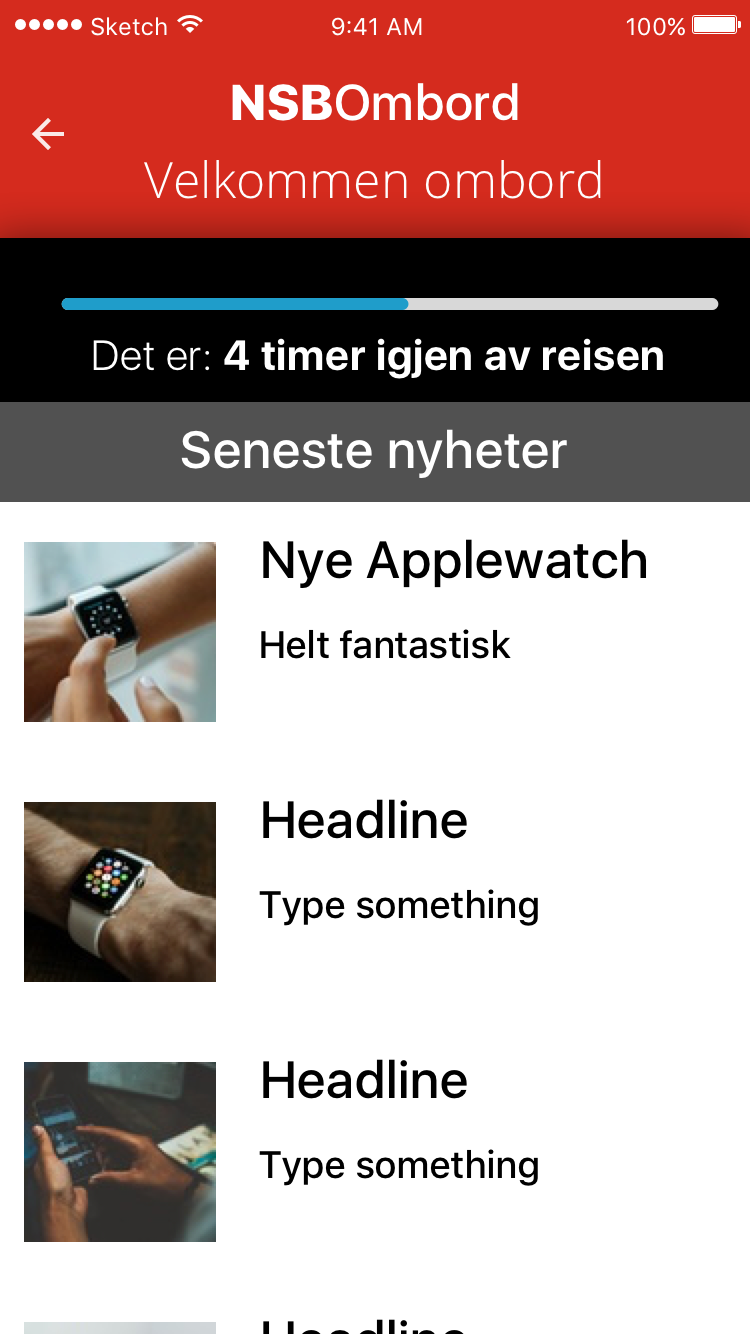 Sketch 9:41 AM 100%
NSBOmbord
Velkommen ombord
Det er: 4 timer igjen av reisen
Seneste nyheter
Nye Applewatch
Helt fantastisk
Headline
Type something
Headline
Type something
Headline